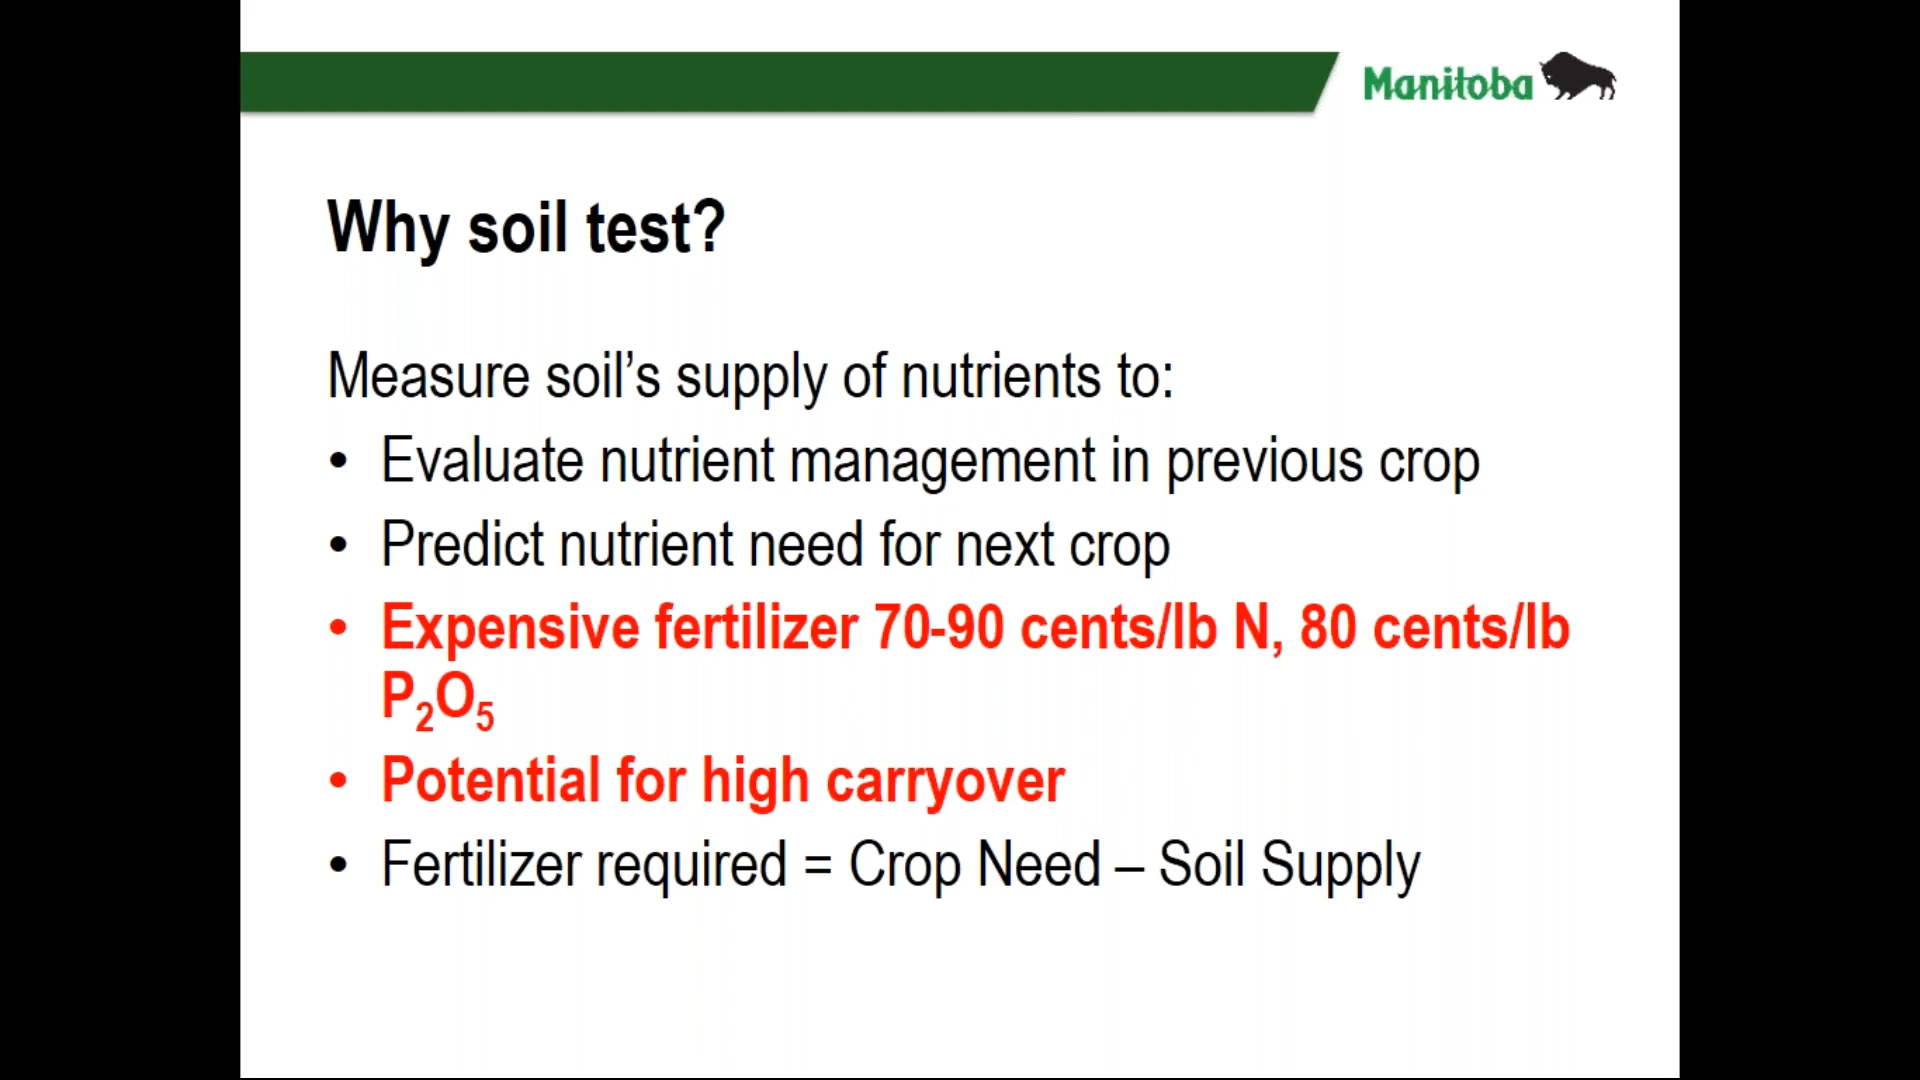 Manitoba
Why soil test?
Measure soil’s supply of nutrients to:
• Evaluate nutrient management in previous crop
• Predict nutrient need for next crop
• Expensive fertilizer 70-90 cents/lb N, 80 cents/lb
P₂O₅
• Potential for high carryover
• Fertilizer required = Crop Need – Soil Supply